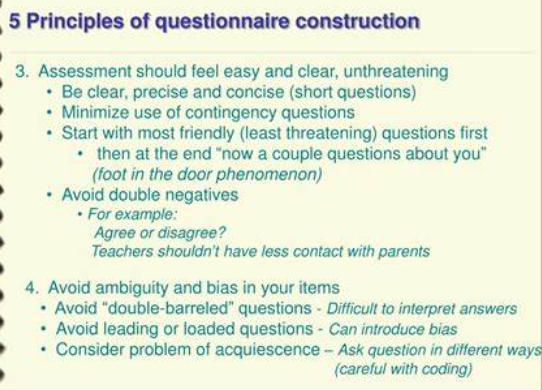 5 Principles of questionnaire construction
3. Assessment should feel easy and clear, unthreatening
• Be clear, precise and concise (short questions)
• Minimize use of contingency questions
• Start with most friendly (least threatening) questions first
• then at the end “now a couple questions about you”
(foot in the door phenomenon)
• Avoid double negatives
• For example:
Agree or disagree?
Teachers shouldn't have less contact with parents
4. Avoid ambiguity and bias in your items
• Avoid “double-barreled” questions - Difficult to interpret answers
• Avoid leading or loaded questions - Can introduce bias
• Consider problem of acquiescence – Ask question in different ways
(careful with coding)